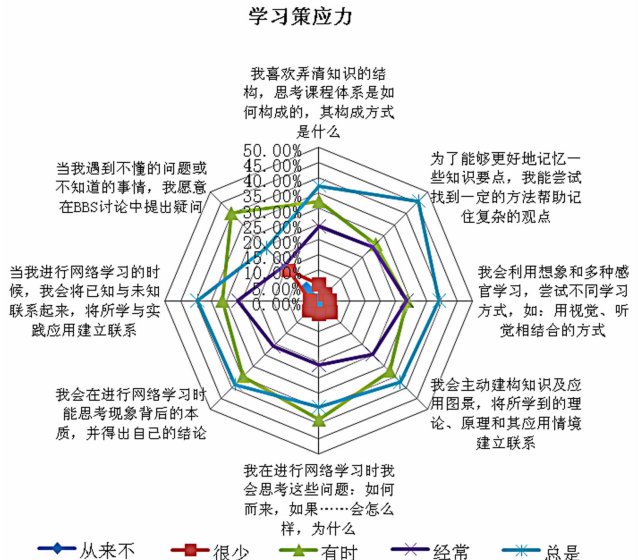 学习策应力
我喜欢弄清知识的结
构，思考课程体系是如
何构成的，其构成方式
是什么
为了能够更好地记忆一
些知识要点，我能尝试
找到一定的方法帮助记
住复杂的观点
我会利用想象和多种感
官学习，尝试不同学习
方式，如：用视觉、听
觉相结合的方式
我会主动建构知识及应
用图景，将所学到的理
论、原理和其应用情境
建立联系
我在进行网络学习时我
会思考这些问题：如何
而来，如果……会怎么
样，为什么
我会在进行网络学习时
能思考现象背后的本
质，并得出自己的结论
当我进行网络学习的时
候，我会将已知与未知
联系起来，将所学与实
践应用建立联系
当我遇到不懂的问题或
不知道的事情，我愿意
在BBS讨论中提出疑问
50.00%
45.00%
40.00%
35.00%
30.00%
25.00%
20.00%
15.00%
10.00%
5.00%
0.00%
从来不 很少 有时 经常 总是